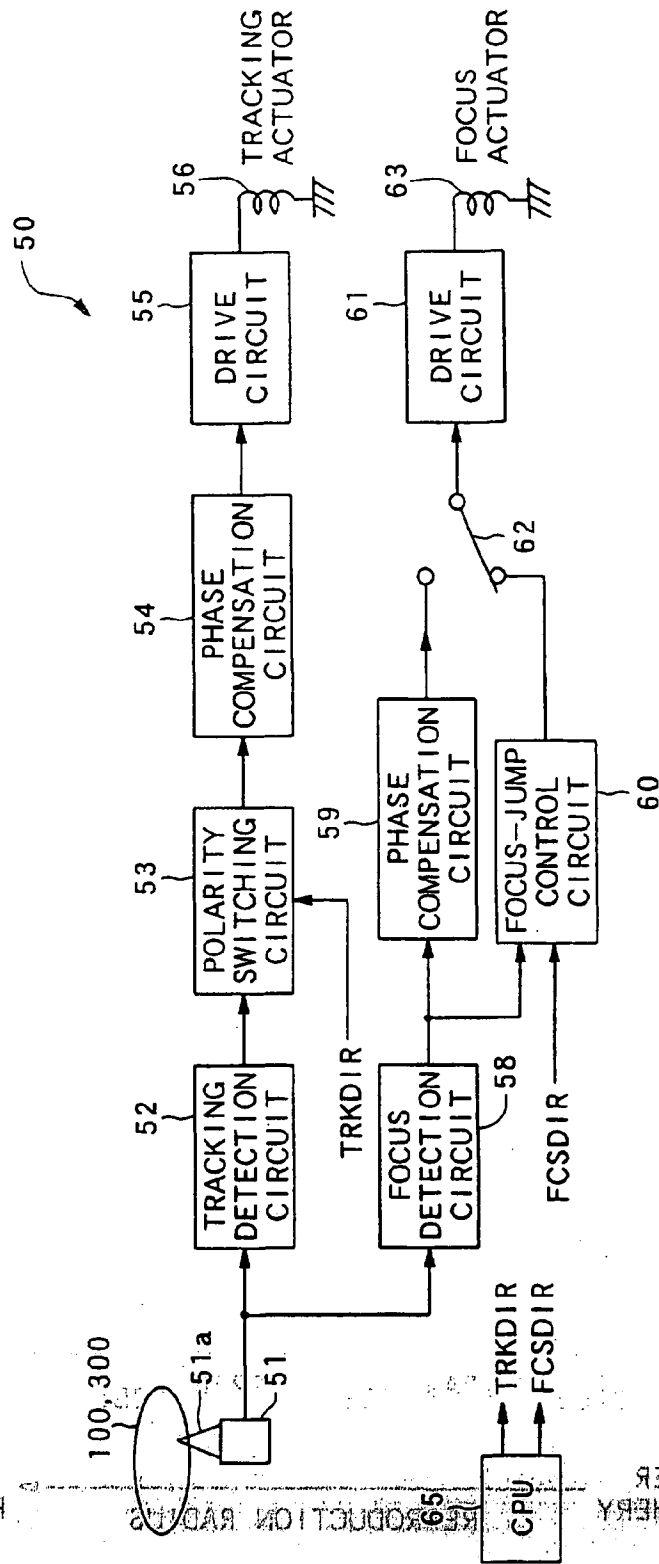 50
100,300
51a
51
52
TRACKING
DETECTION
CIRCUIT
53
POLARITY
SWITCHING
CIRCUIT
54
PHASE
COMPENSATION
CIRCUIT
55
DRIVE
CIRCUIT
56
TRACKING
ACTUATOR
TRKDIR
FOCUS
DETECTION
CIRCUIT
58
59
PHASE
COMPENSATION
CIRCUIT
FOCUS-JUMP
CONTROL
CIRCUIT
60
FCSDIR
62
61
DRIVE
CIRCUIT
63
FOCUS
ACTUATOR
65
CPU
TRKDIR
FCSDIR
REPRODUCTION RADIUS